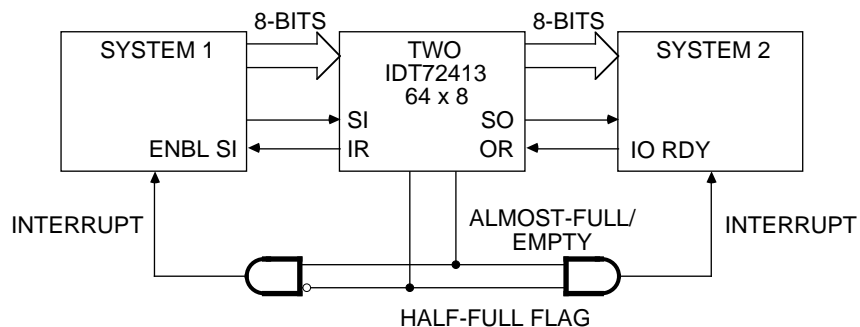 8-BITS
8-BITS
SYSTEM 1
TWO
IDT72413
64 x 8
SYSTEM 2
SI
SO
ENBL SI
IR
OR
IO RDY
INTERRUPT
ALMOST-FULL/
EMPTY
INTERRUPT
HALF-FULL FLAG